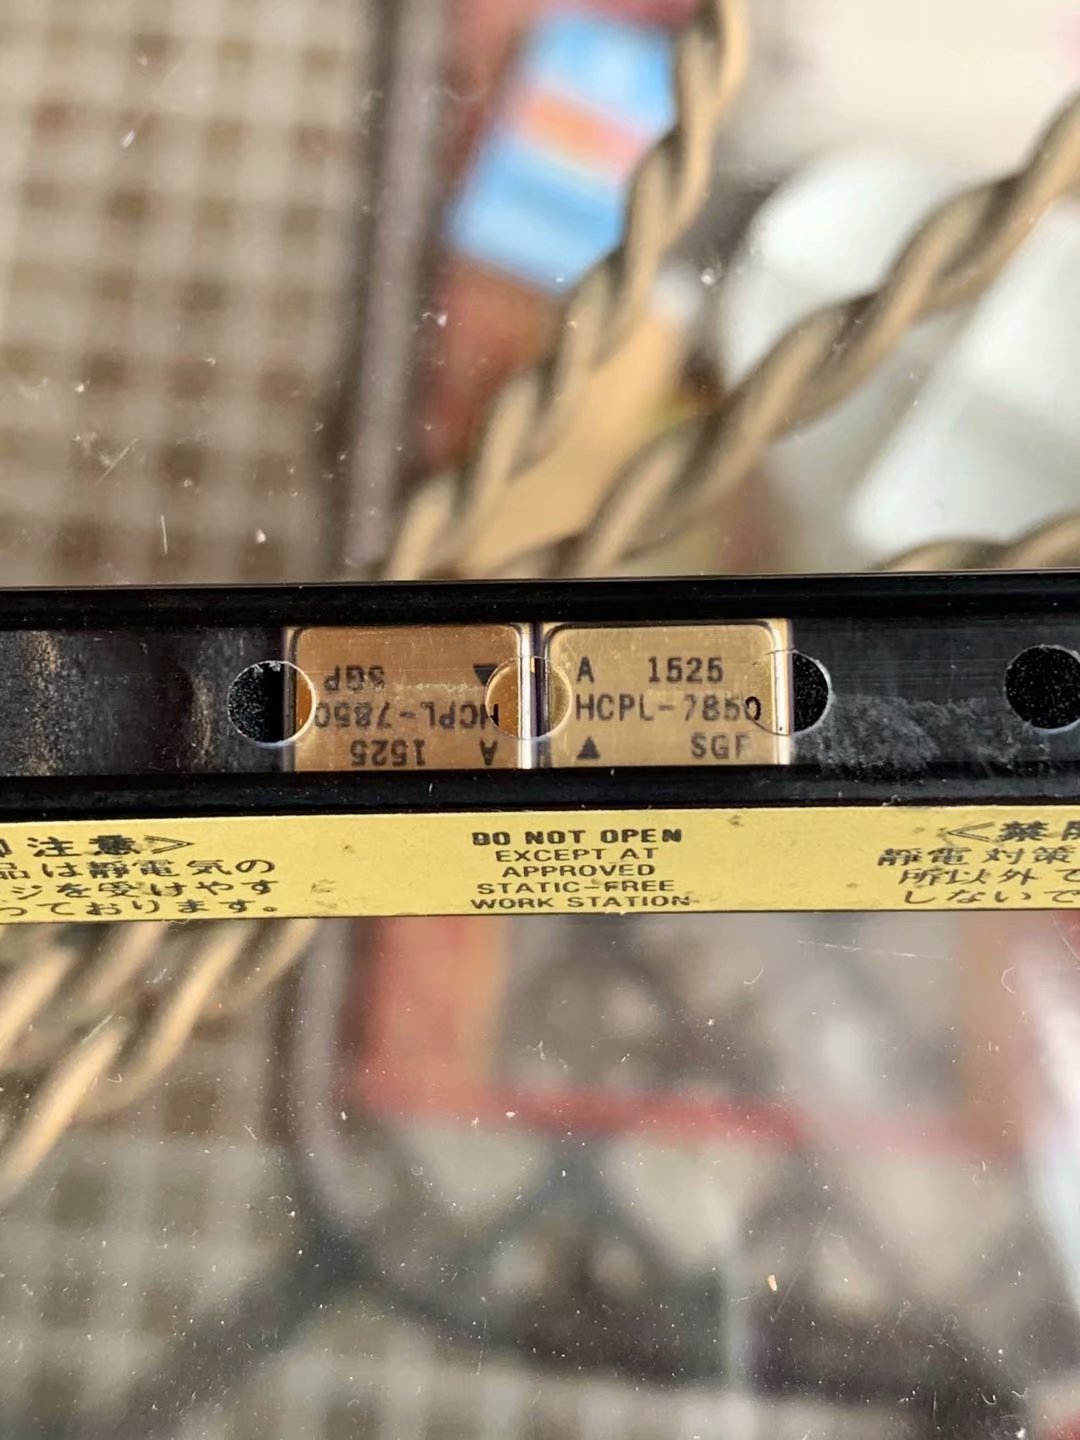 A 1525
HCPL-7850
▲ SGP
A 1525
HCPL-7850
▲ SGP
注意≫
品は静電気の
ジを受けやす
っております。
DO NOT OPEN
EXCEPT AT
APPROVED
STATIC-FREE
WORK STATION
≪禁
静電対策
所以外で
しないで